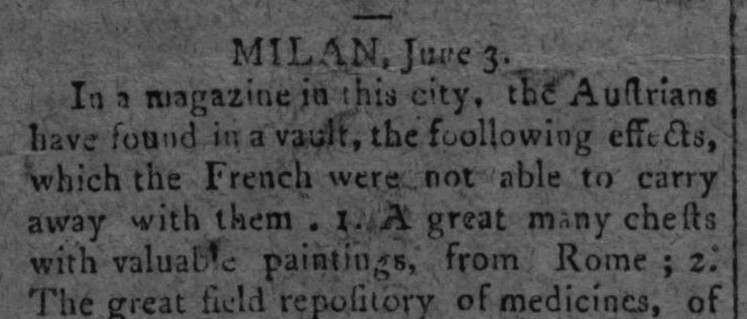 MILAN, June 3.
In a magazine in this city, the Auſtrians
have found in a vault, the foollowing effects,
which the French were not able to carry
away with them . 1. A great many cheſts
with valuable paintings, from Rome ; 2.
The great field repoſitory of medicines, of